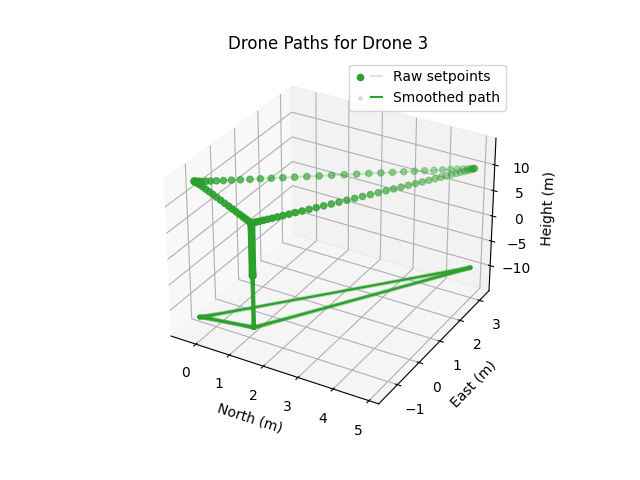 Drone Paths for Drone 3
Raw setpoints
Smoothed path
10
5
0
−5
−10
Height (m)
3
2
1
0
−1
East (m)
0
1
2
3
4
5
North (m)